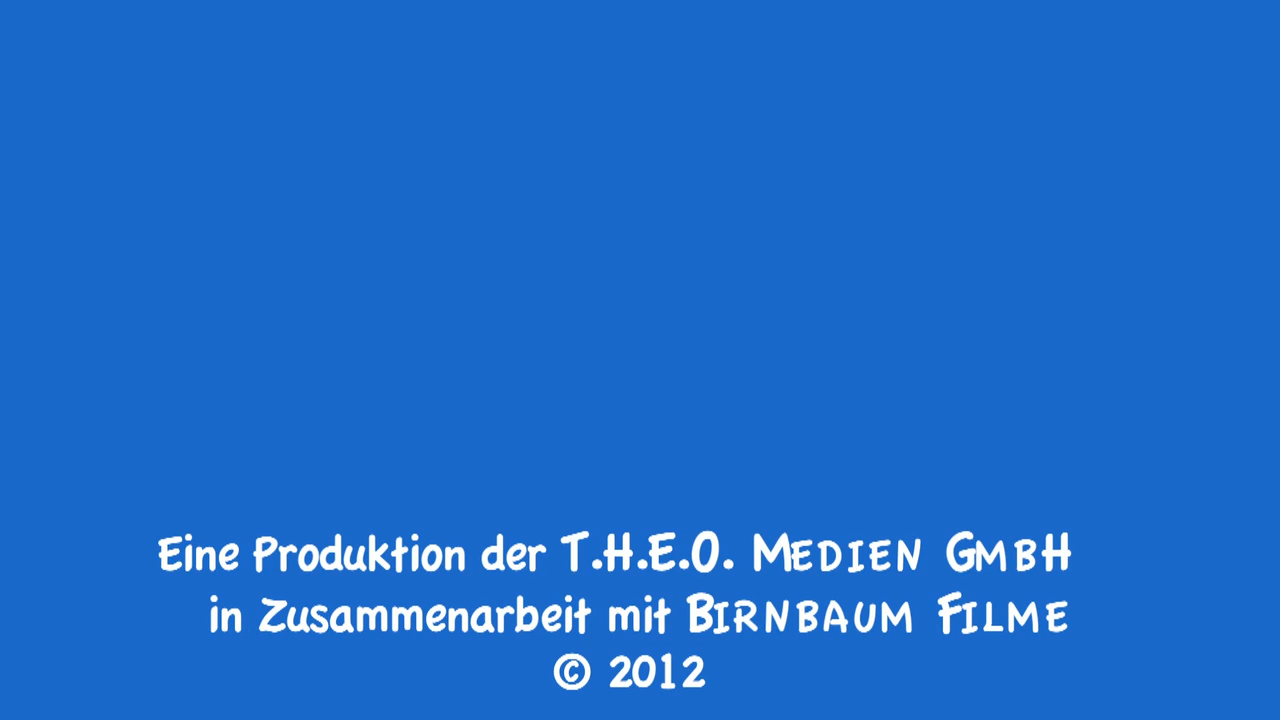 Eine Produktion der T.H.E.O. MEDIEN GMBH
in Zusammenarbeit mit BIRNBAUM FILME
© 2012